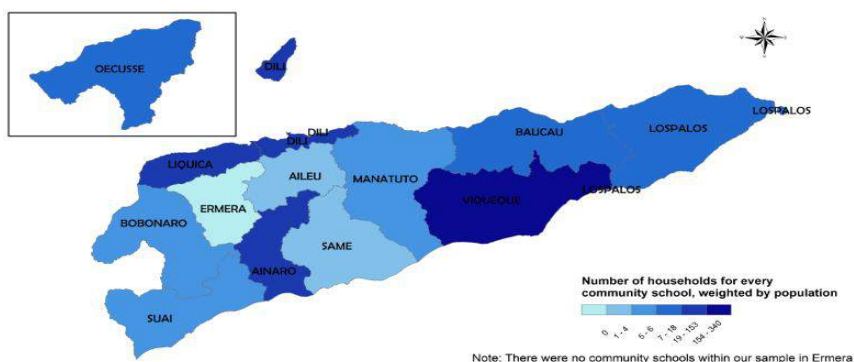 N
OECUSSE
DILI
LOSPALOS
DILI
DILI
BAUCAU
LOSPALOS
LIQUICA
AILEU
MANATUTO
LOSPALOS
VIQUEQUE
ERMERA
BOBONARO
SAME
AINARO
SUAI
Number of households for every
community school, weighted by population
0
1 - 4
5 - 6
7 - 18
19 - 153
154 - 340
Note: There were no community schools within our sample in Ermera